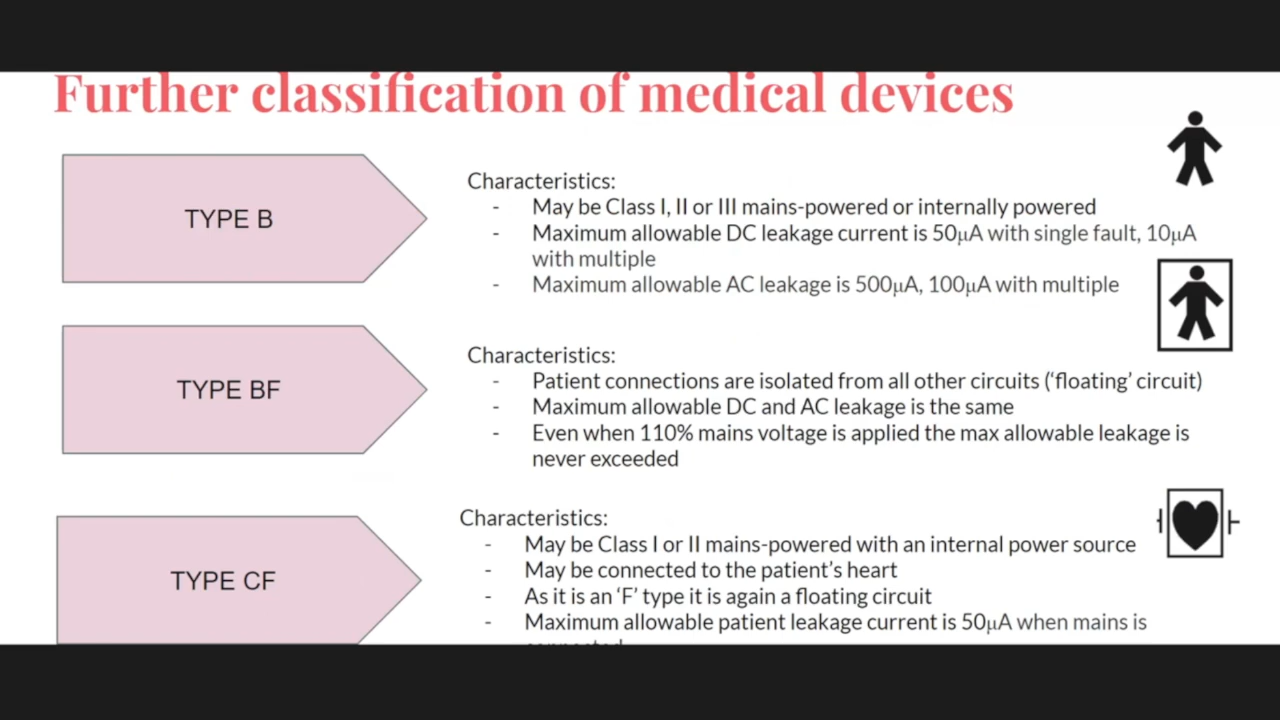 Further classification of medical devices
TYPE B
Characteristics:
- May be Class I, II or III mains-powered or internally powered
- Maximum allowable DC leakage current is 50µA with single fault, 10µA
with multiple
- Maximum allowable AC leakage is 500µA, 100µA with multiple
TYPE BF
Characteristics:
- Patient connections are isolated from all other circuits (‘floating’ circuit)
- Maximum allowable DC and AC leakage is the same
- Even when 110% mains voltage is applied the max allowable leakage is
never exceeded
TYPE CF
Characteristics:
- May be Class I or II mains-powered with an internal power source
- May be connected to the patient’s heart
- As it is an ‘F’ type it is again a floating circuit
- Maximum allowable patient leakage current is 50µA when mains is